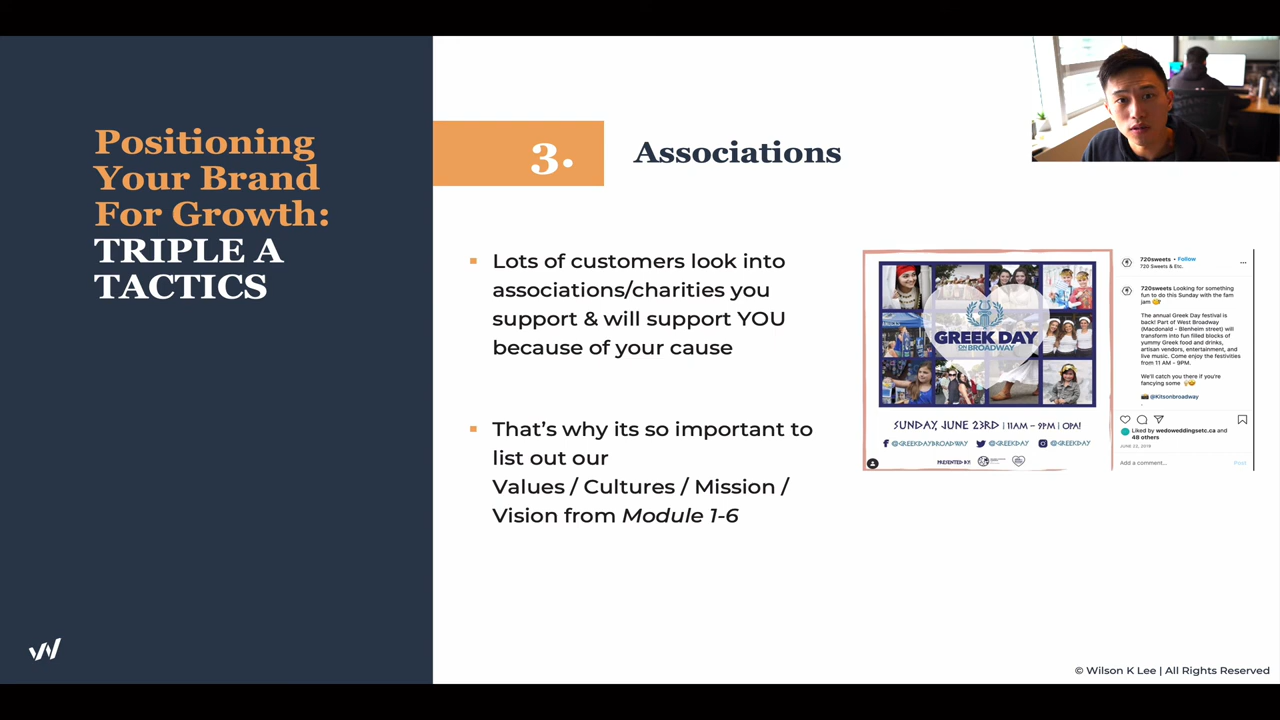 Positioning
Your Brand
For Growth:
TRIPLE A
TACTICS
3.
Associations
Lots of customers look into
associations/charities you
support & will support YOU
because of your cause
That's why its so important to
list out our
Values / Cultures / Mission /
Vision from Module 1-6
GREEK DAY
ON BROADWAY
SUNDAY, JUNE 23RD | 11AM – 9PM | OPA!
@GREEKDAYBROADWAY @GREEKDAY @GREEKDAY
PRESENTED BY:
720sweets • Follow
720 Sweets & Etc.
720sweets Looking for something
fun to do this Sunday with the fam
jam
The annual Greek Day festival is
back! Part of West Broadway
(Macdonald - Blenheim street) will
transform into fun filled blocks of
yummy Greek food and drinks,
artisan vendors, entertainment, and
live music. Come enjoy the festivities
from 11 AM - 9PM.
We'll catch you there if you're
fancying some
@Kitsonbroadway
Liked by wedoweddingsetc.ca and
48 others
JUNE 22, 2019
Add a comment...
Post
© Wilson K Lee | All Rights Reserved